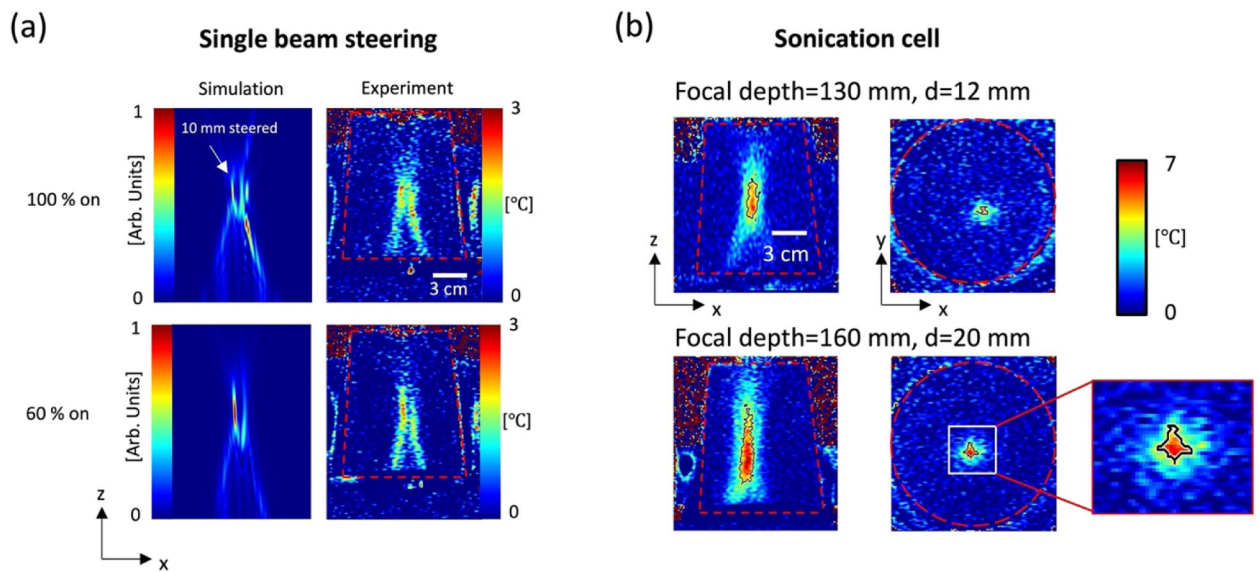 (a)
Single beam steering
Simulation
Experiment
100 % on
[Arb. Units]
1
0
10 mm steered
3 cm
3
[°C]
0
60 % on
[Arb. Units]
1
0
3
[°C]
0
z
x
(b)
Sonication cell
Focal depth=130 mm, d=12 mm
z
x
3 cm
y
x
7
[°C]
0
Focal depth=160 mm, d=20 mm